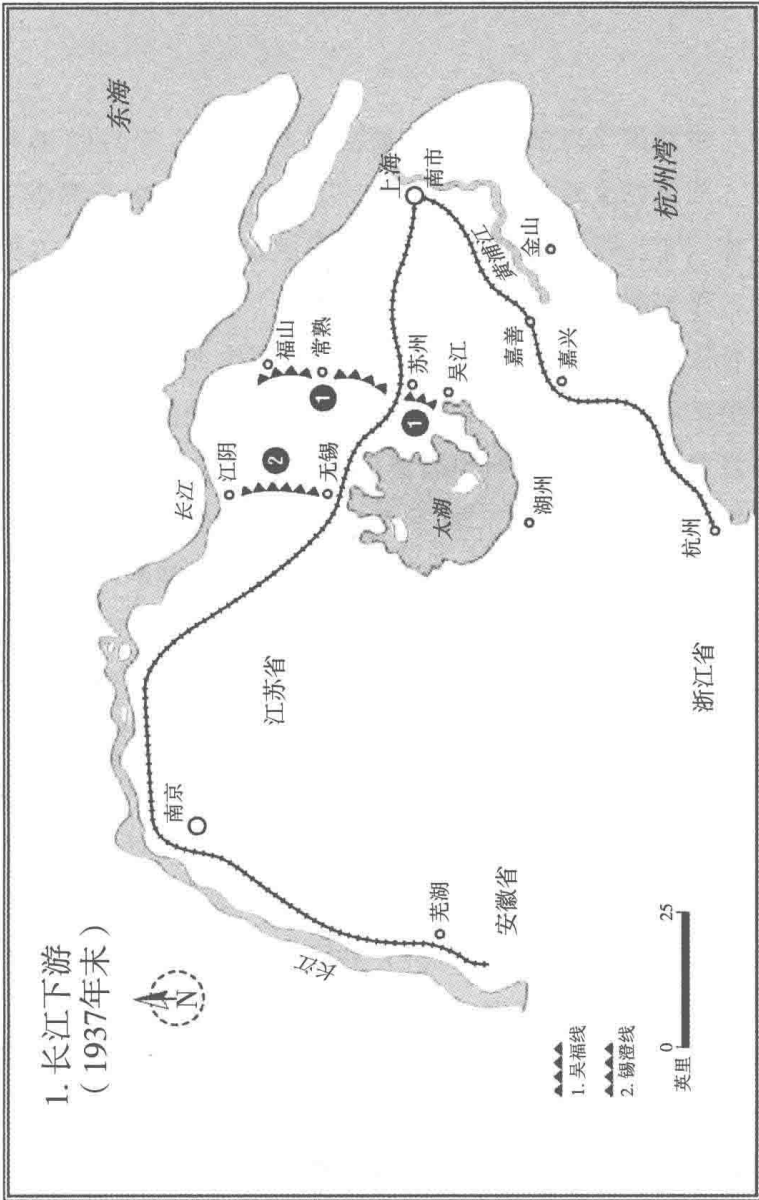 1. 长江下游
（1937年末）
N
东海
长江
江阴
福山
常熟
无锡
苏州
吴江
上海
南市
黄浦江
金山
嘉善
嘉兴
杭州湾
太湖
湖州
杭州
江苏省
浙江省
南京
芜湖
安徽省
长江
1
1
2
1. 吴福线
2. 锡澄线
英里
0
25